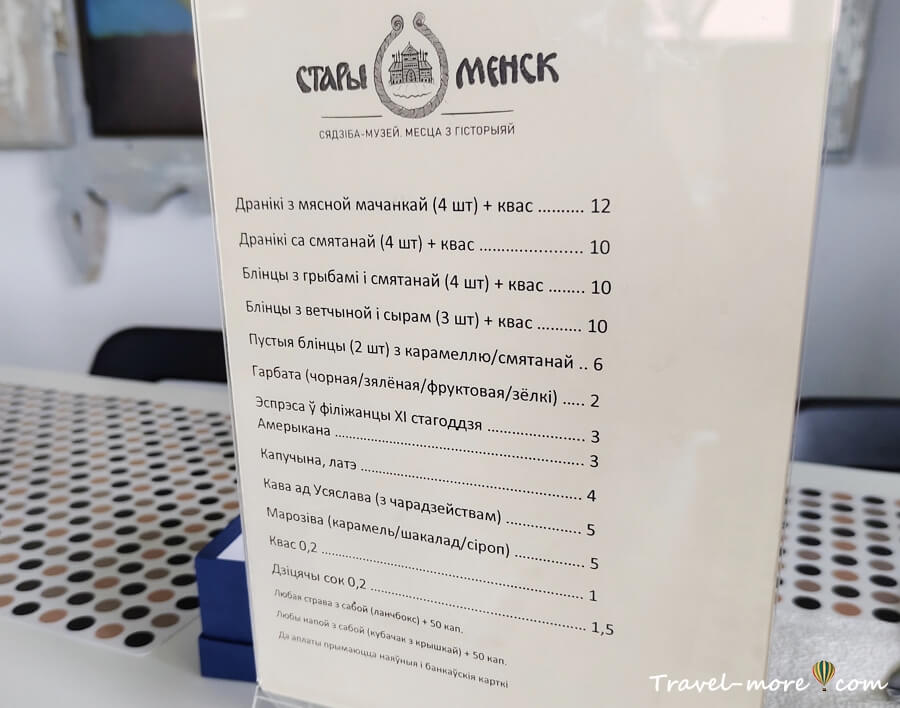 СТАРЫ МЕНСК
СЯДЗІБА-МУЗЕЙ. МЕСЦА З ГІСТОРЫЯЙ
Дранікі з мясной мачанкай (4 шт) + квас .......... 12
Дранікі са смятанай (4 шт) + квас ...................... 10
Блінцы з грыбамі і смятанай (4 шт) + квас ........ 10
Блінцы з ветчыной і сырам (3 шт) + квас .......... 10
Пустыя блінцы (2 шт) з карамеллю/смятанай .. 6
Гарбата (чорная/зялёная/фруктовая/зёлкі) ..... 2
Эспрэса ў філіжанцы XI стагоддзя ..................... 3
Амерыкана ...................................................... 3
Капучына, латэ ................................................ 4
Кава ад Усяслава (з чарадзействам) ................. 5
Марозіва (карамель/шакалад/сіроп) ................ 5
Квас 0,2 ............................................................ 1
Дзіцячы сок 0,2 ................................................ 1,5
Любая страва з сабой (ланчбокс) + 50 кап.
Любы напой з сабой (кубачак з крышкай) + 50 кап.
Да аплаты прымаюцца наяўныя і банкаўскія карткі
Travel-more.com